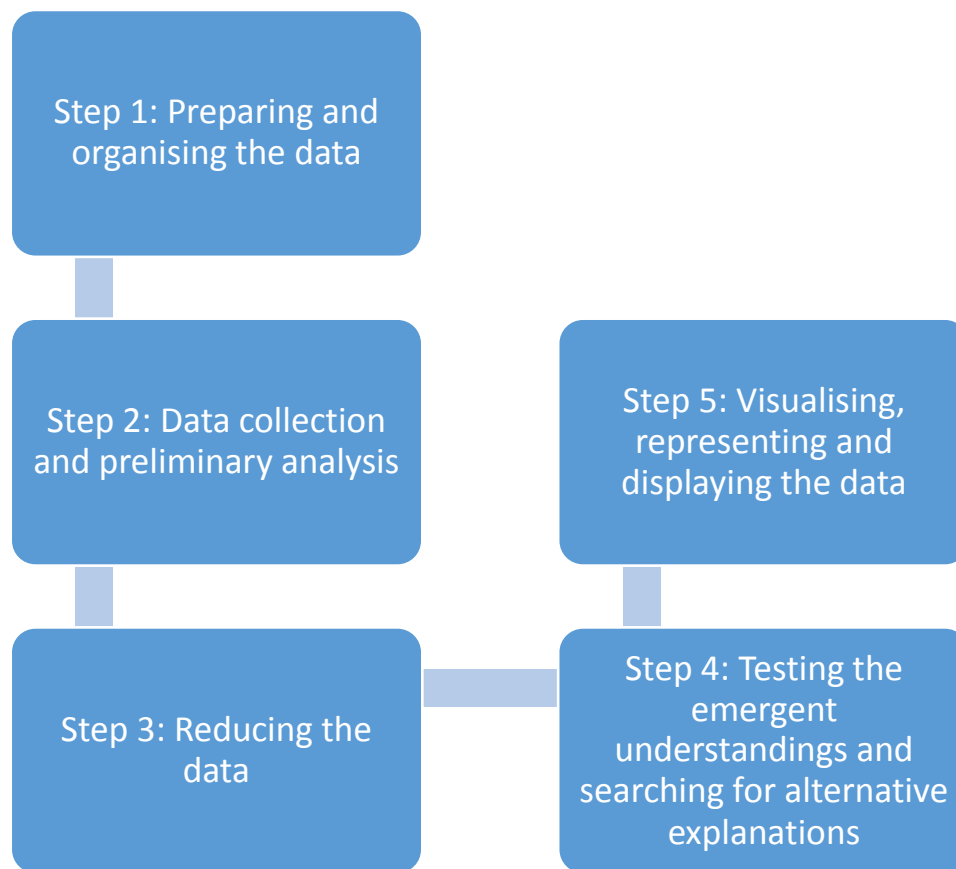 Step 1: Preparing and
organising the data
Step 2: Data collection
and preliminary analysis
Step 3: Reducing the
data
Step 4: Testing the
emergent
understandings and
searching for alternative
explanations
Step 5: Visualising,
representing and
displaying the data